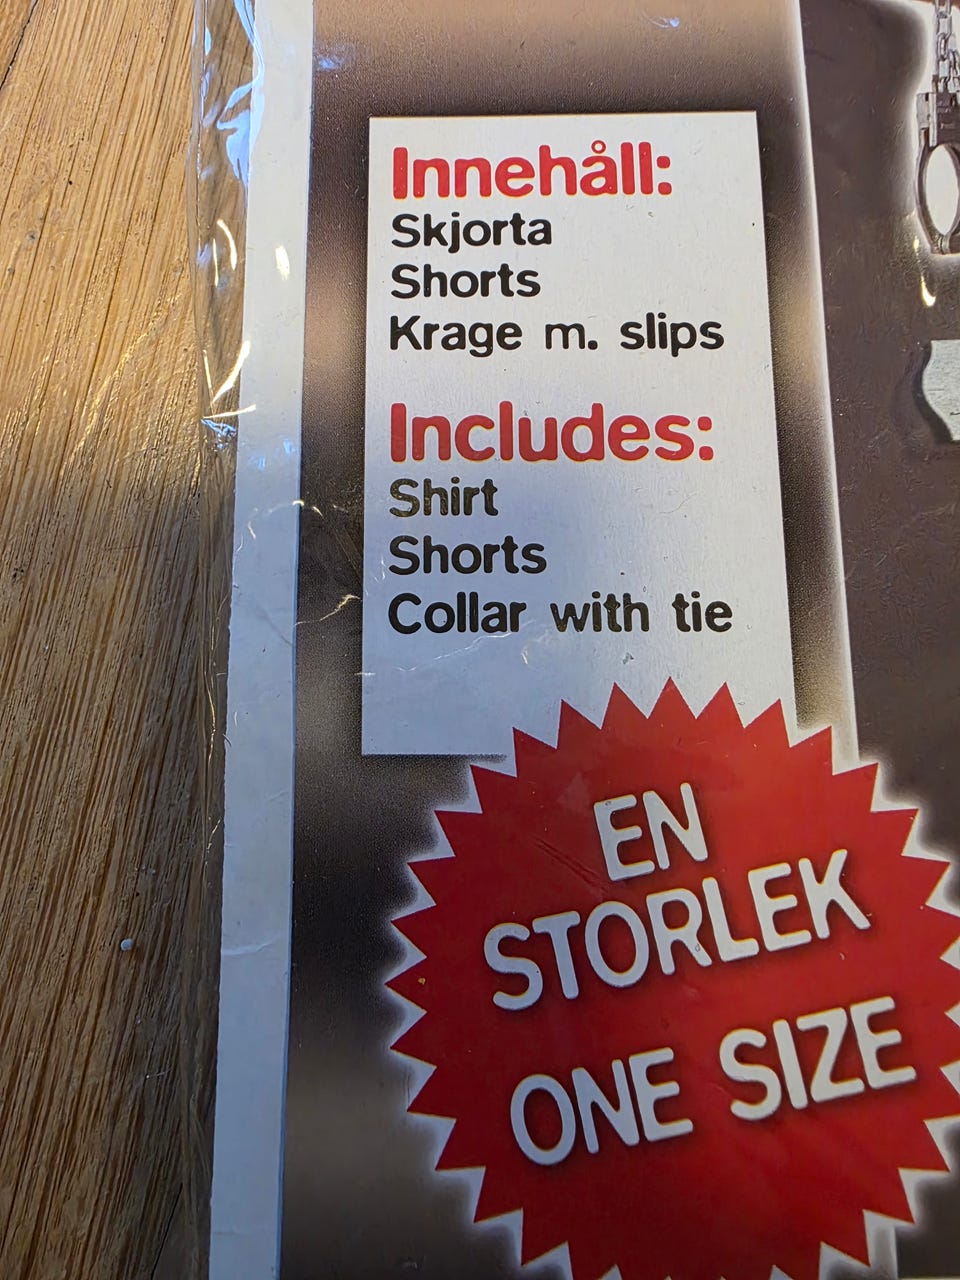 Innehåll:
Skjorta
Shorts
Krage m. slips
Includes:
Shirt
Shorts
Collar with tie
EN
STORLEK
ONE SIZE